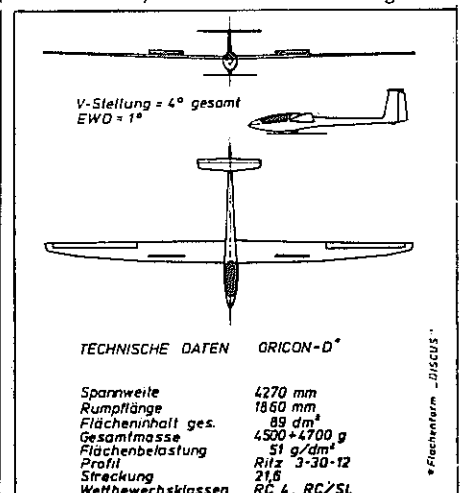 V-Stellung = 4° gesamt
EWD = 1°
TECHNISCHE DATEN GRICON-D*
Spannweite 4270 mm
Rumpflänge 1860 mm
Flächeninhalt ges. 89 dm²
Gesamtmasse 4500÷4700 g
Flächenbelastung 51 g/dm²
Profil Ritz 3-30-12
Streckung 21,6
Wettbewerbsklassen RC 4, RC/SL
*Flächenform „DISCUS"